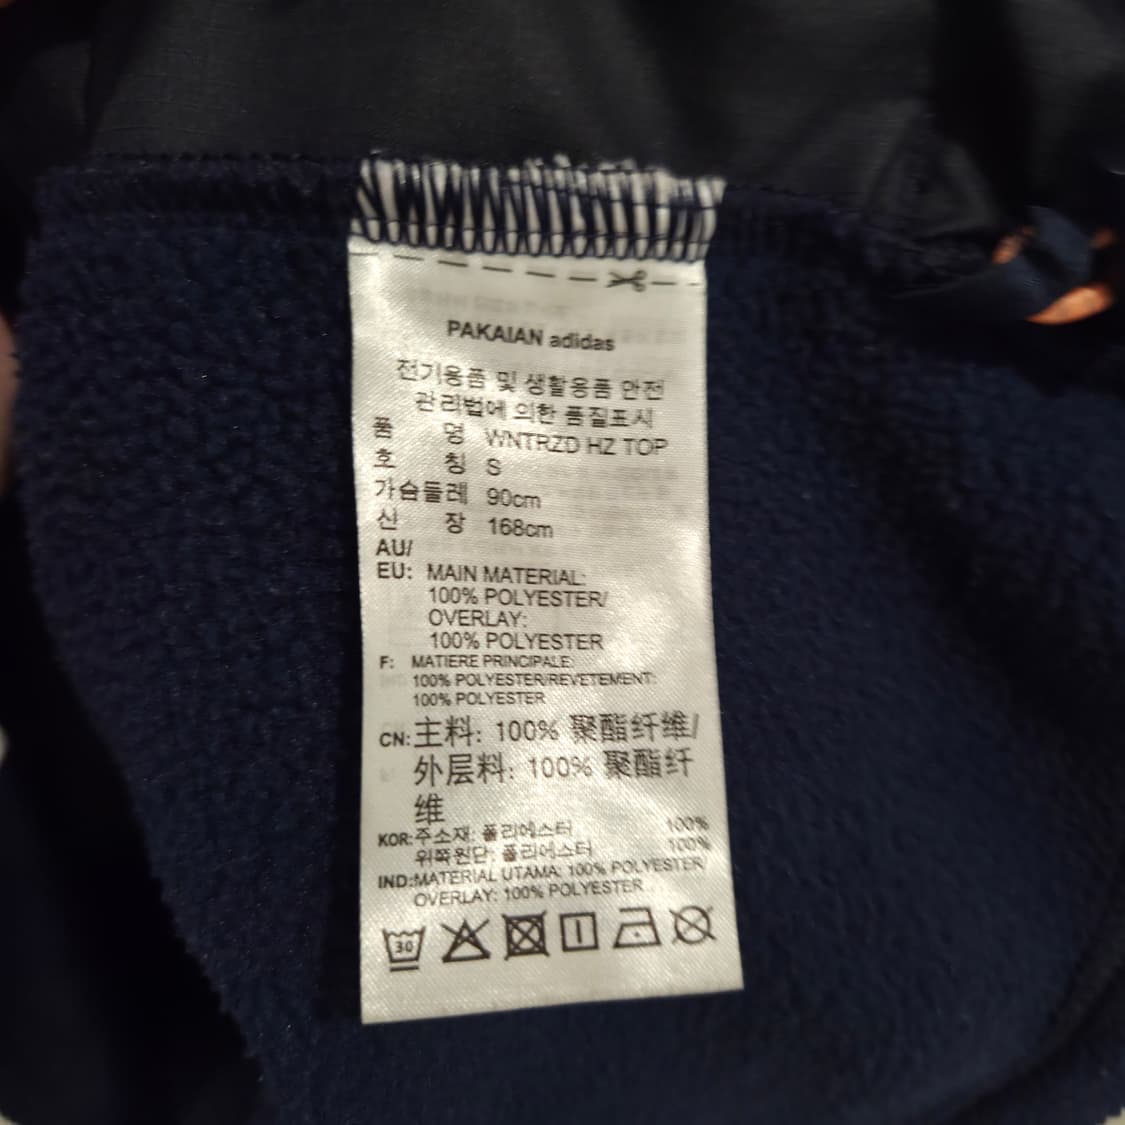 PAKAIAN adidas
전기용품 및 생활용품 안전
관리법에 의한 품질표시
품 명 WNTRZD HZ TOP
호 칭 S
가슴둘레 90cm
신 장 168cm
AU/
EU: MAIN MATERIAL:
100% POLYESTER/
OVERLAY:
100% POLYESTER
F: MATIERE PRINCIPALE:
100% POLYESTER/REVETEMENT:
100% POLYESTER
CN: 主料: 100% 聚酯纤维/
外层料: 100% 聚酯纤
维
KOR: 주소재: 폴리에스터 100%
위쪽원단: 폴리에스터 100%
IND: MATERIAL UTAMA: 100% POLYESTER/
OVERLAY: 100% POLYESTER
30